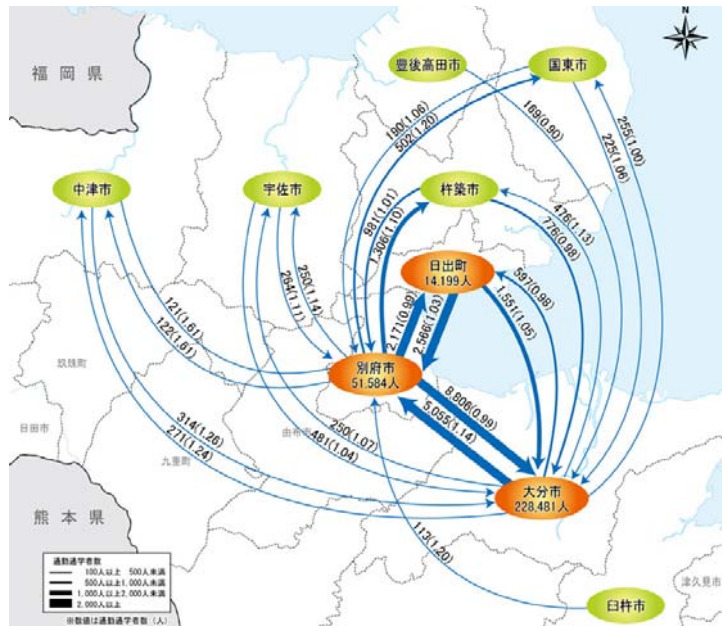 N
福岡県
豊後高田市
国東市
190(1.06)
502(1.20)
169(0.90)
255(1.00)
225(1.06)
中津市
宇佐市
杵築市
981(1.01)
1,306(1.10)
476(1.13)
776(0.98)
日出町
14,199人
250(1.14)
264(1.11)
597(0.98)
1,551(1.05)
2,171(0.99)
2,566(1.03)
121(1.61)
122(1.61)
別府市
51,584人
玖珠町
8,806(0.99)
5,055(1.14)
日田市
314(1.26)
271(1.24)
九重町
由布市
250(1.07)
481(1.04)
大分市
228,481人
熊本県
113(1.20)
臼杵市
津久見市
通勤通学者数
100人以上 500人未満
500人以上1,000人未満
1,000人以上2,000人未満
2,000人以上
※数値は通勤通学者数(人)